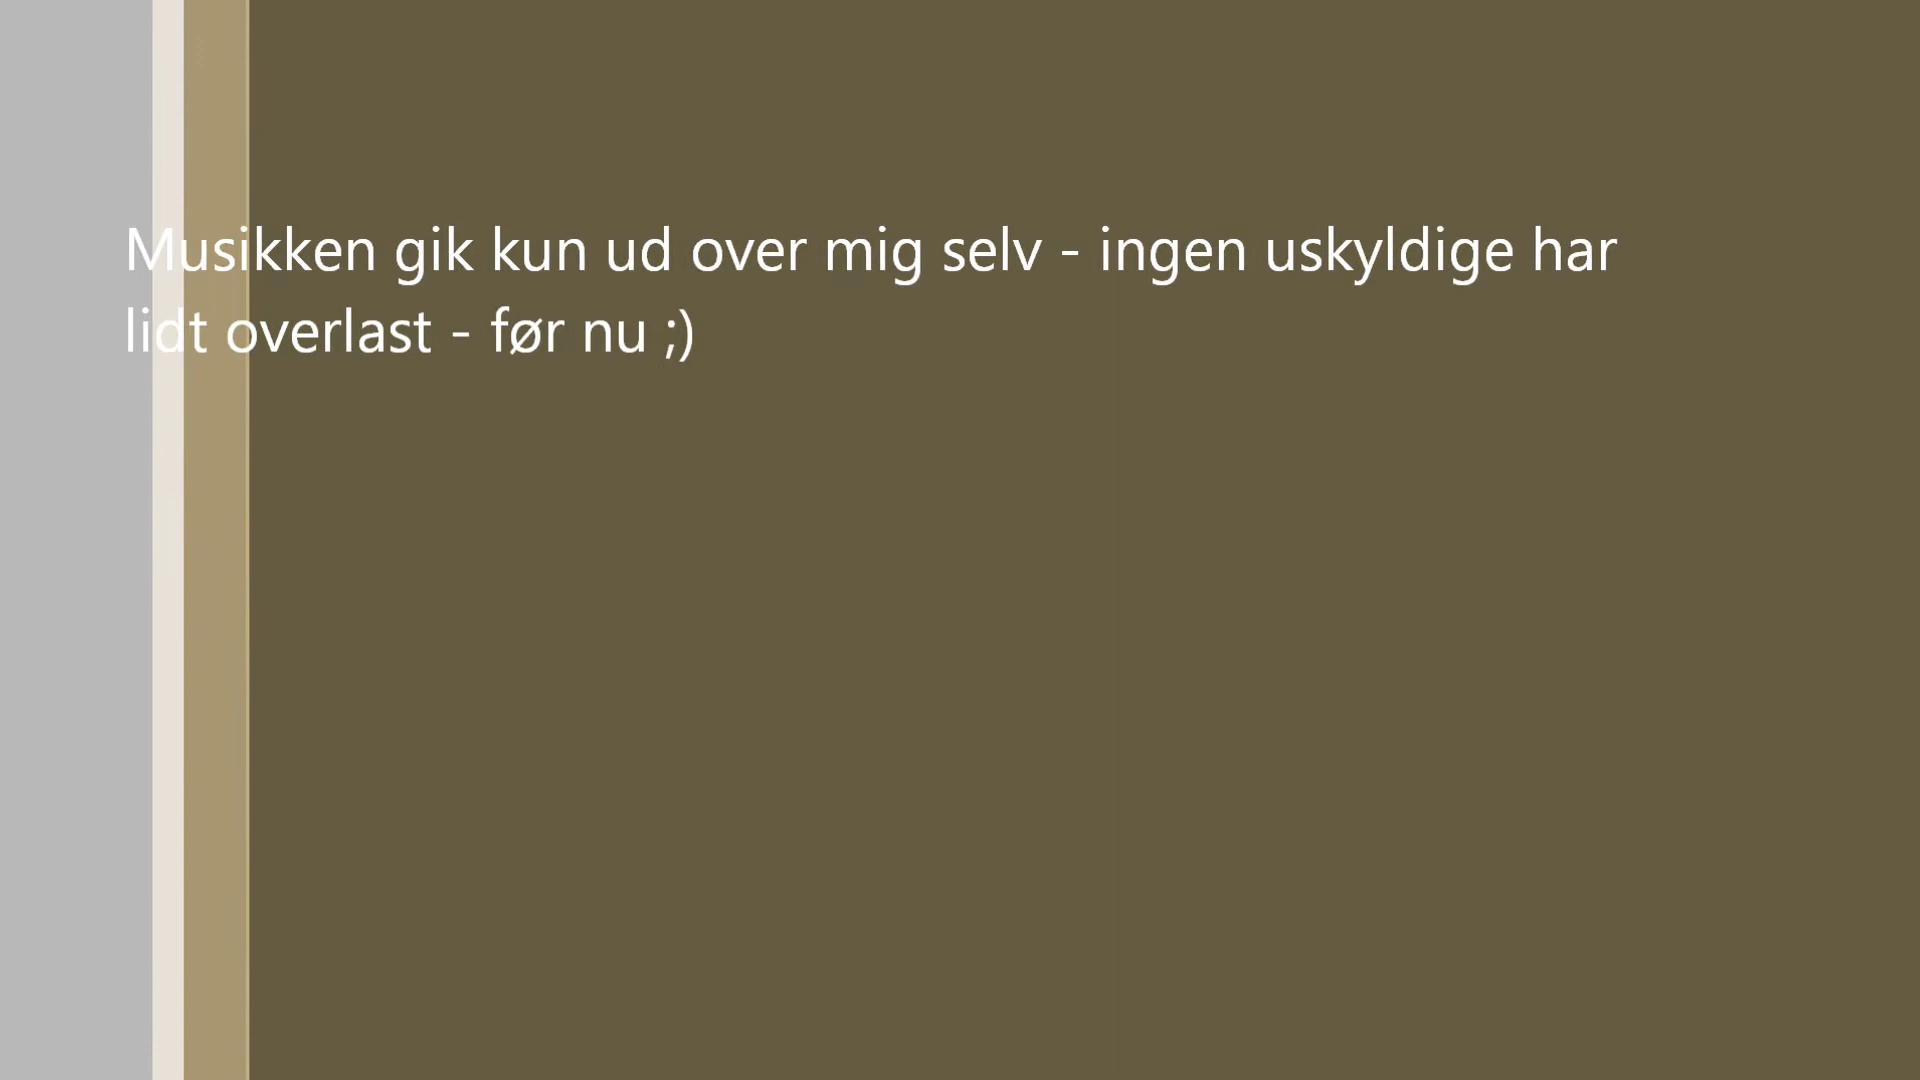 Musikken gik kun ud over mig selv - ingen uskyldige har
lidt overlast - før nu ;)